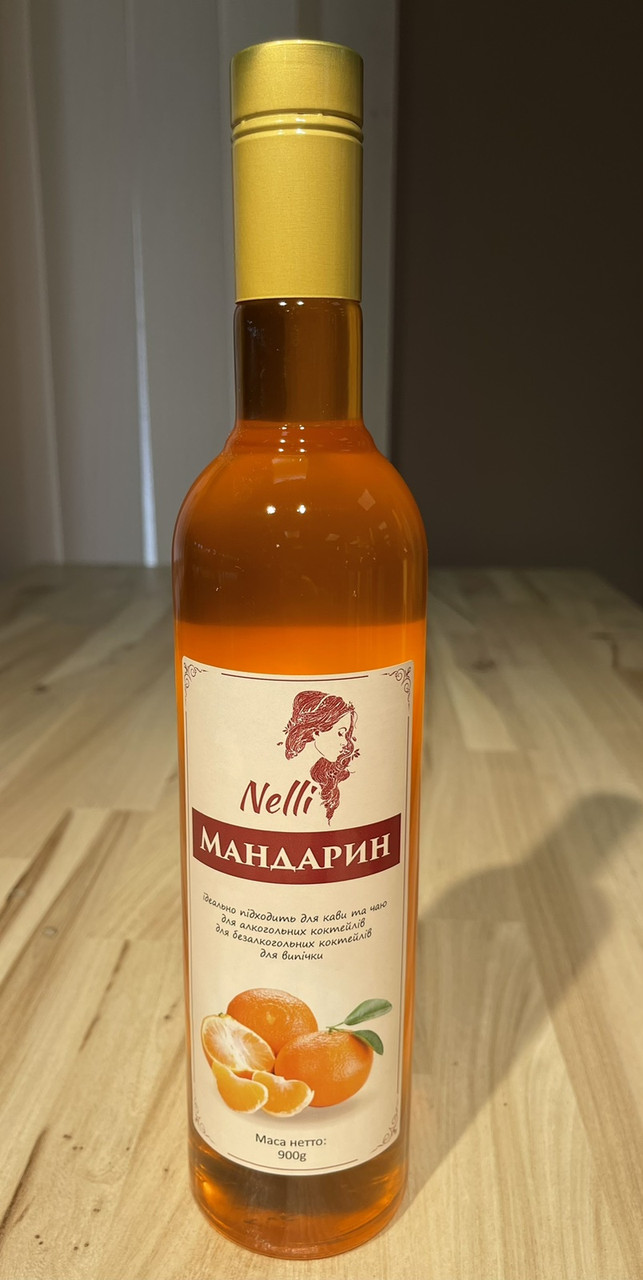 Nelli
МАНДАРИН
ідеально підходить для кави та чаю
для алкогольних коктейлів
для безалкогольних коктейлів
для випічки
Маса нетто:
900g